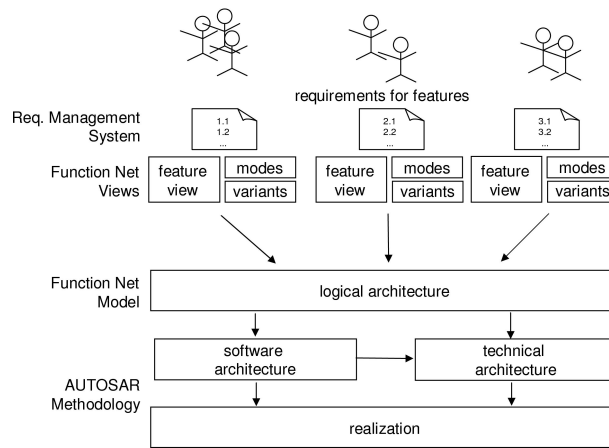 requirements for features
Req. Management
System
1.1
1.2
...
2.1
2.2
...
3.1
3.2
...
Function Net
Views
feature
view
modes
variants
feature
view
modes
variants
feature
view
modes
variants
Function Net
Model
logical architecture
AUTOSAR
Methodology
software
architecture
technical
architecture
realization